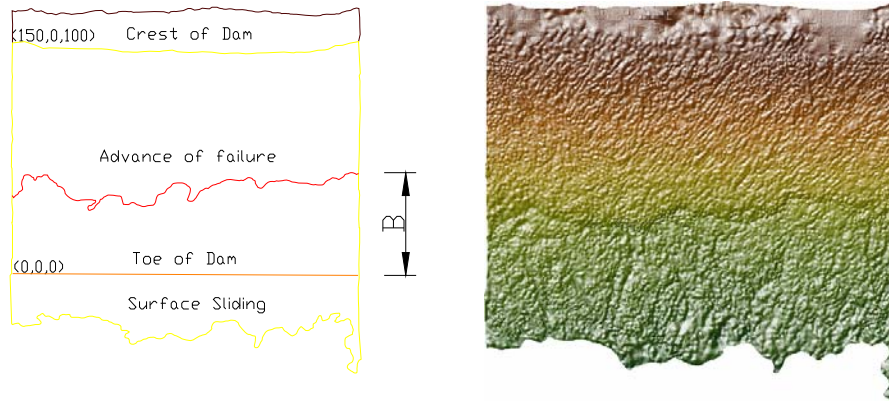 (150,0,100) Crest of Dam
Advance of failure
B
Toe of Dam
(0,0,0)
Surface Sliding